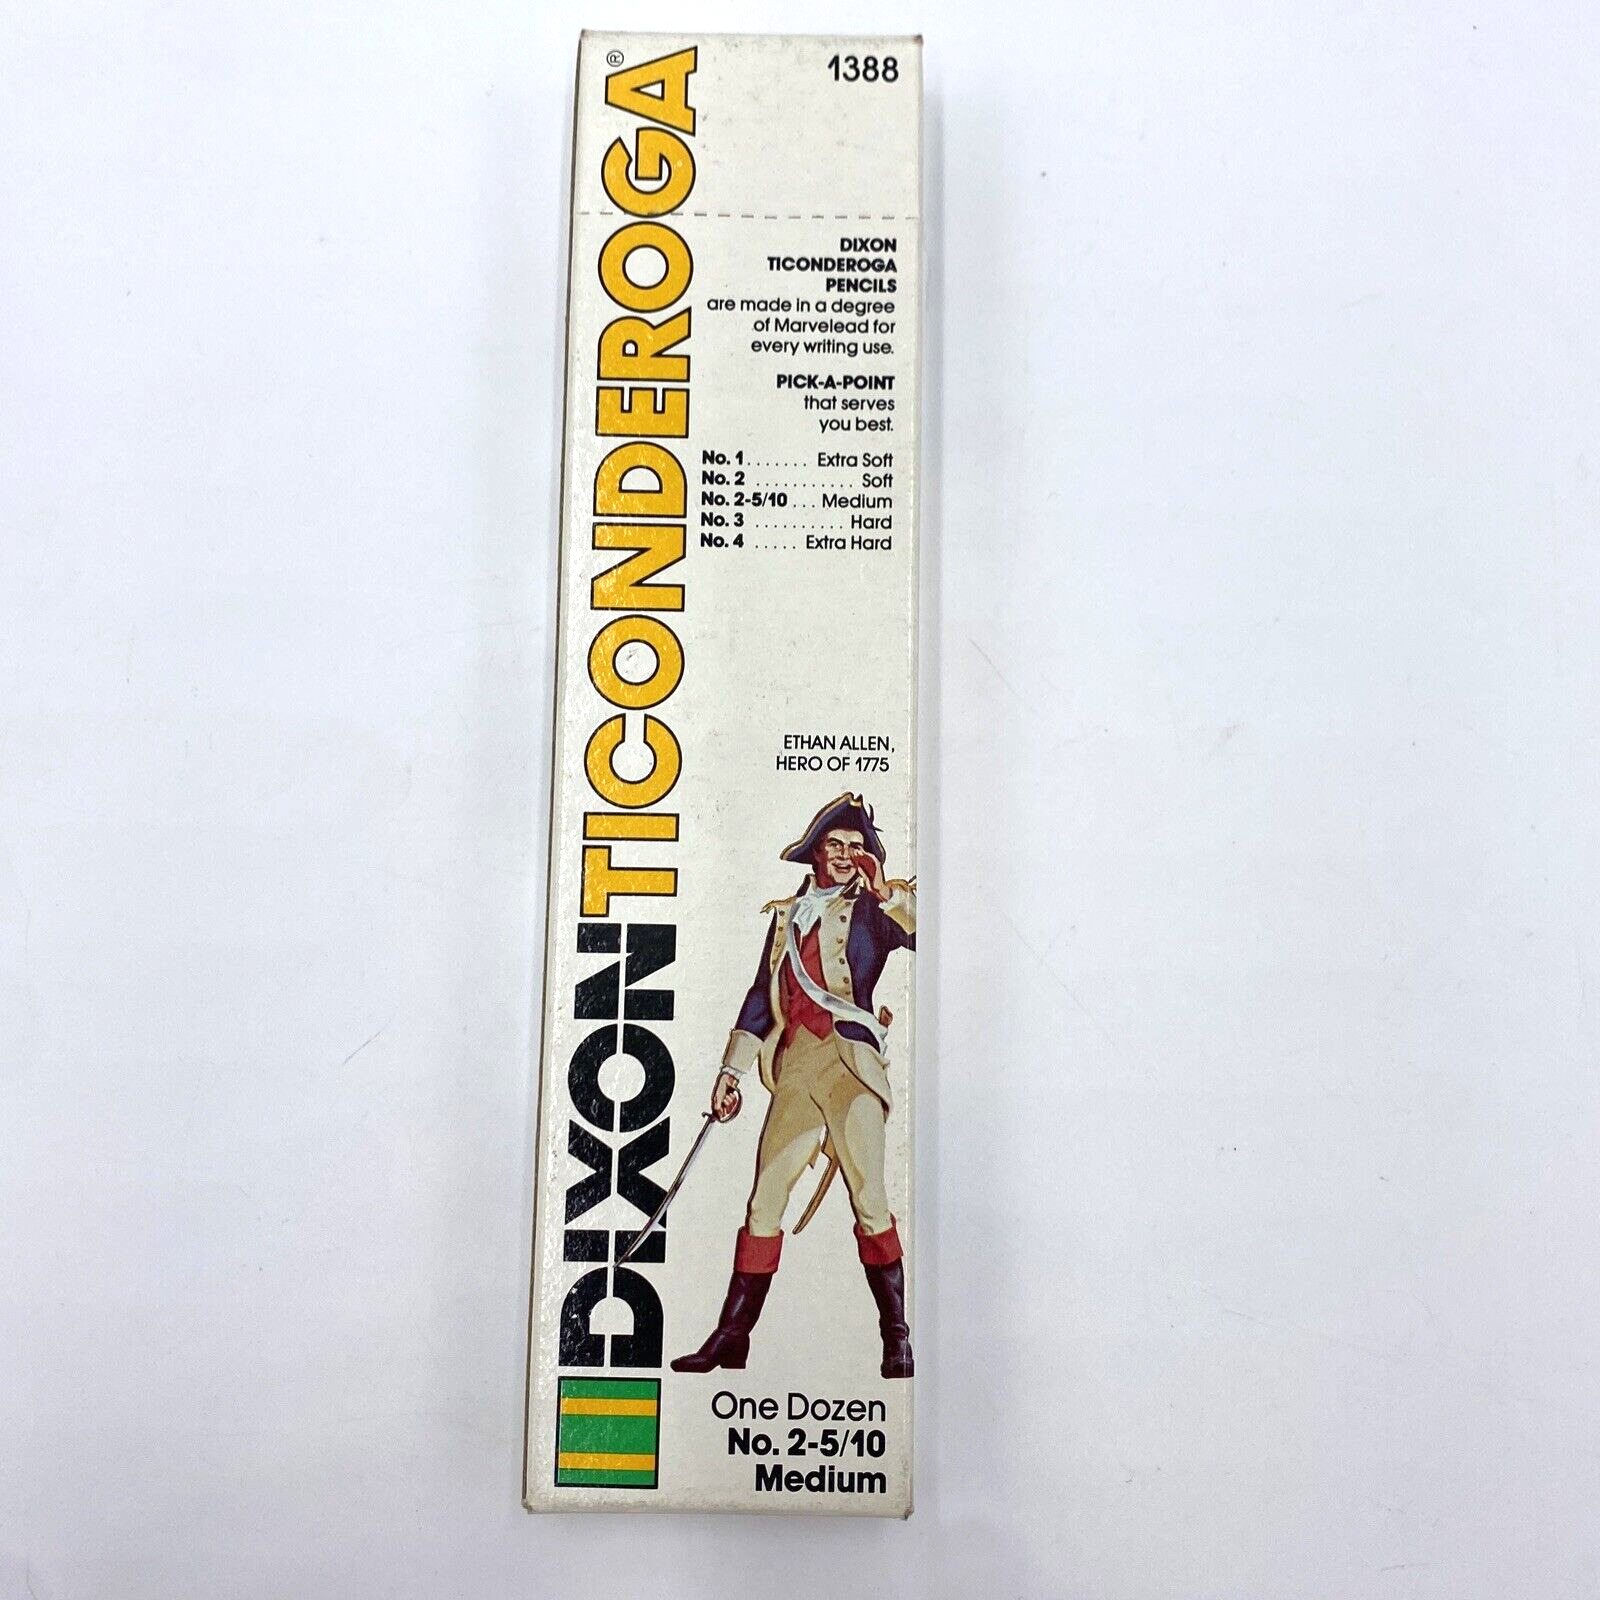 1388
DIXON TICONDEROGA®
DIXON
TICONDEROGA
PENCILS
are made in a degree
of Marvelead for
every writing use.
PICK-A-POINT
that serves
you best.
No. 1 ....... Extra Soft
No. 2 ........... Soft
No. 2-5/10 ... Medium
No. 3 .......... Hard
No. 4 ..... Extra Hard
ETHAN ALLEN,
HERO OF 1775
One Dozen
No. 2-5/10
Medium